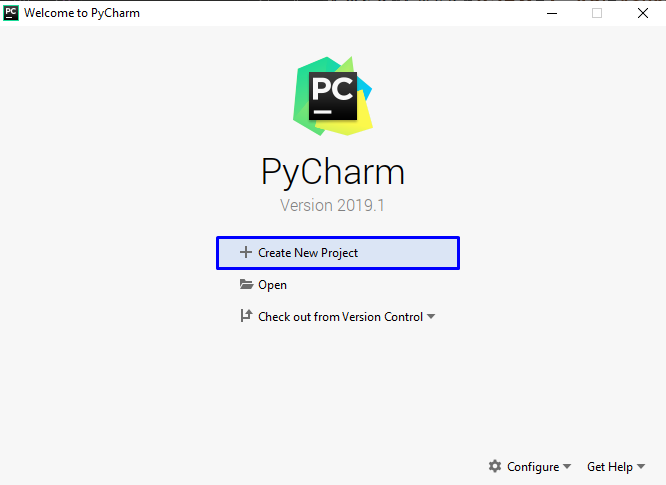 PC Welcome to PyCharm
PC
PyCharm
Version 2019.1
Create New Project
Open
Check out from Version Control
Configure Get Help